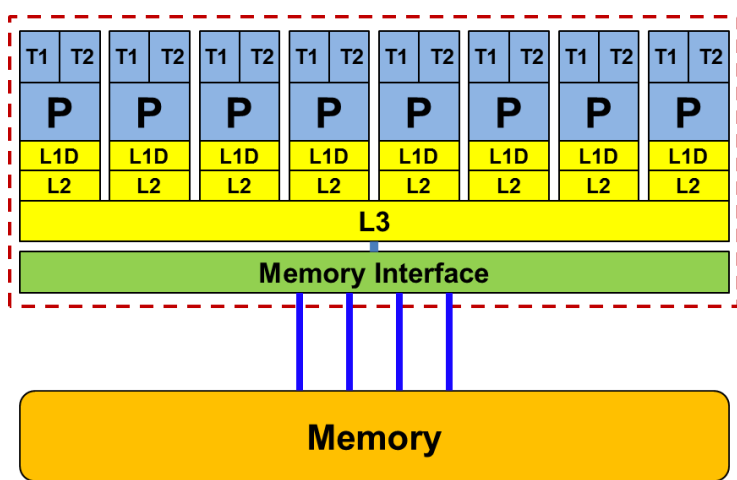 T1 T2 T1 T2 T1 T2 T1 T2 T1 T2 T1 T2 T1 T2 T1 T2
P P P P P P P P
L1D L1D L1D L1D L1D L1D L1D L1D
L2 L2 L2 L2 L2 L2 L2 L2
L3
Memory Interface
Memory